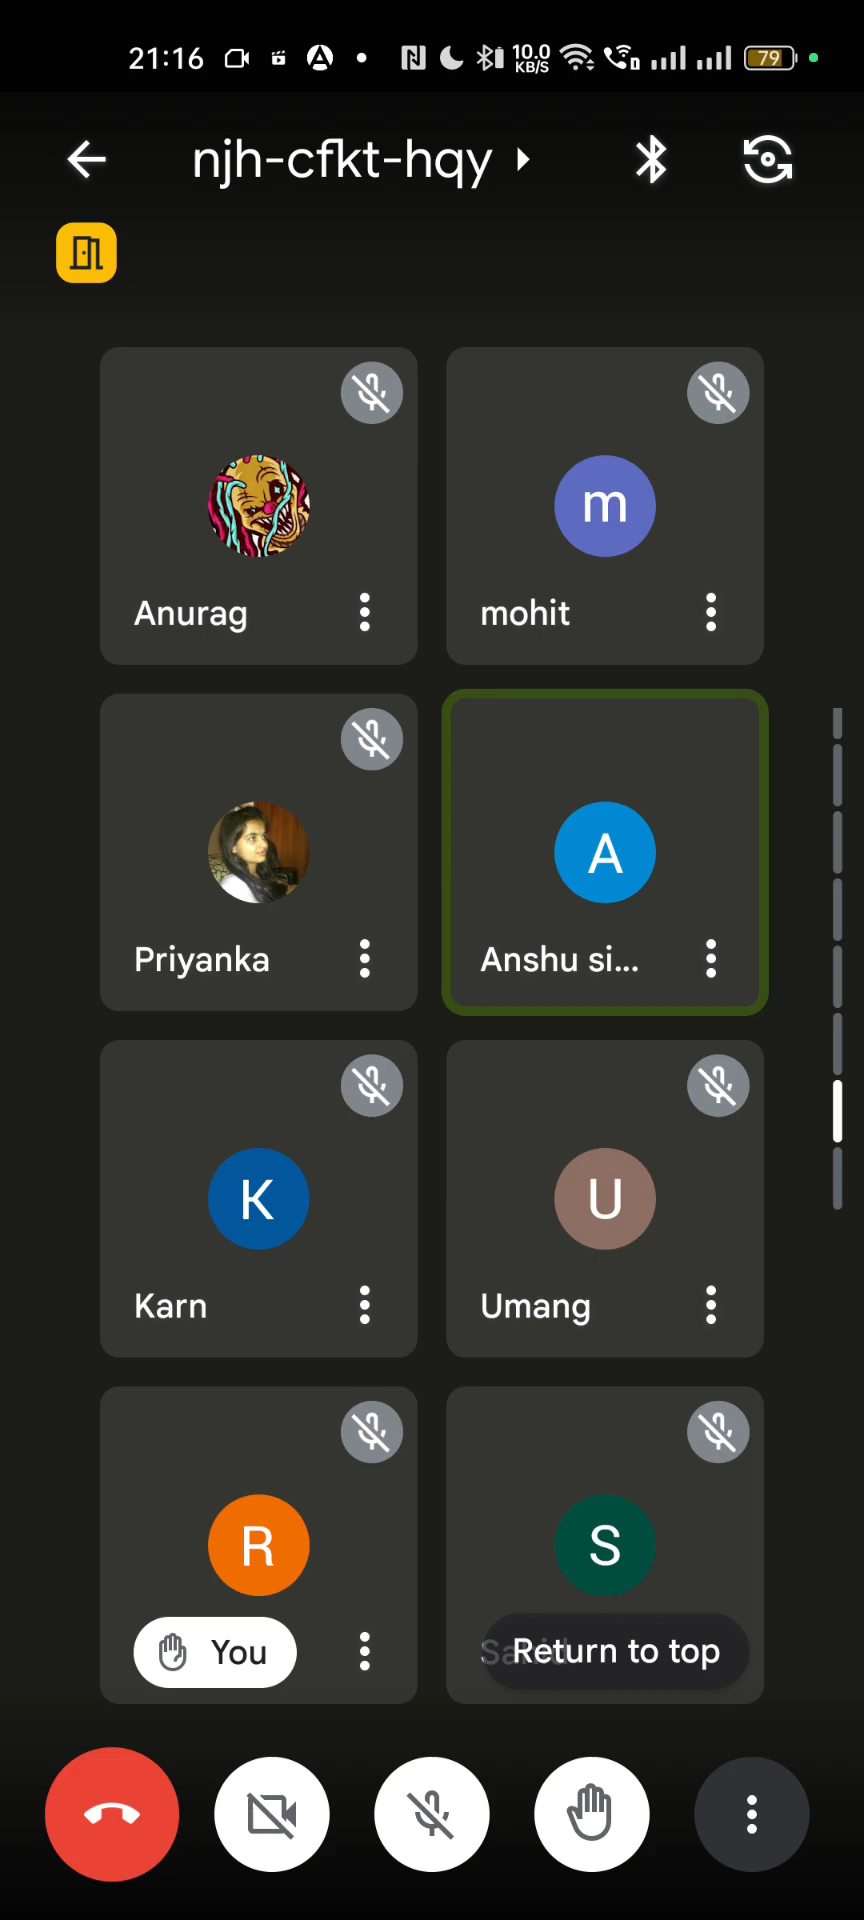 21:16 10.0 KB/S 79
njh-cfkt-hqy
Anurag
m
mohit
Priyanka
A
Anshu si...
K
Karn
U
Umang
R
You
S
Return to top